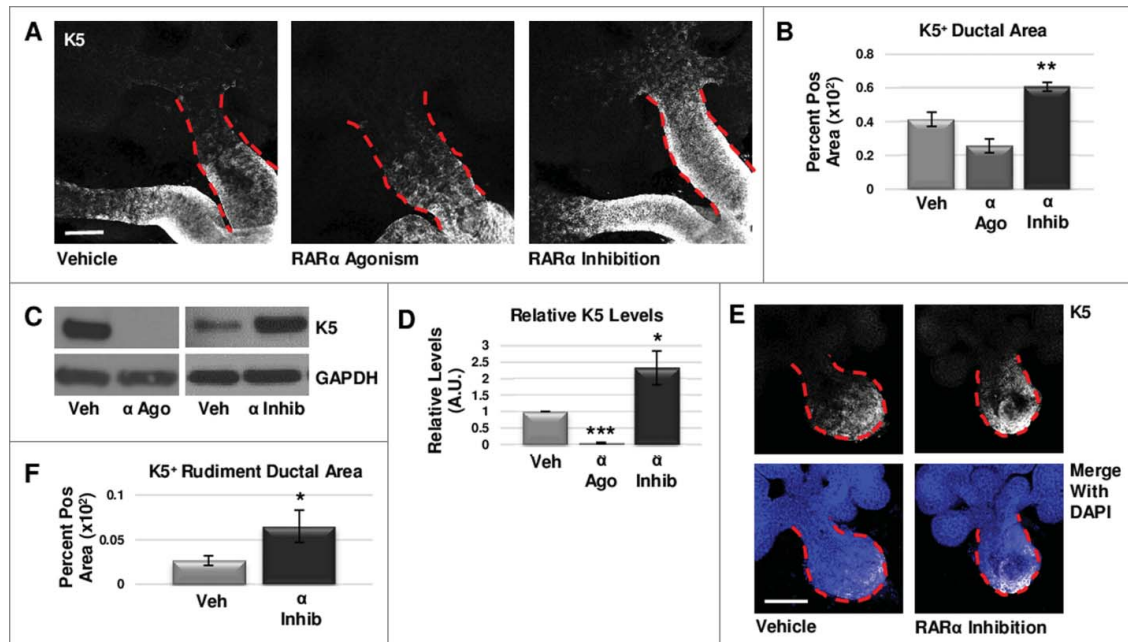 A
K5
Vehicle
RARα Agonism
RARα Inhibition
B
K5⁺ Ductal Area
**
Percent Pos
Area (x10²)
0.8
0.6
0.4
0.2
0
Veh
α
Ago
α
Inhib
C
K5
GAPDH
Veh
α Ago
Veh
α Inhib
D
Relative K5 Levels
*
***
Relative Levels
(A.U.)
3
2.5
2
1.5
1
0.5
0
Veh
α
Ago
α
Inhib
E
K5
Merge
With
DAPI
Vehicle
RARα Inhibition
F
K5⁺ Rudiment Ductal Area
*
Percent Pos
Area (x10²)
0.1
0.05
0
Veh
α
Inhib